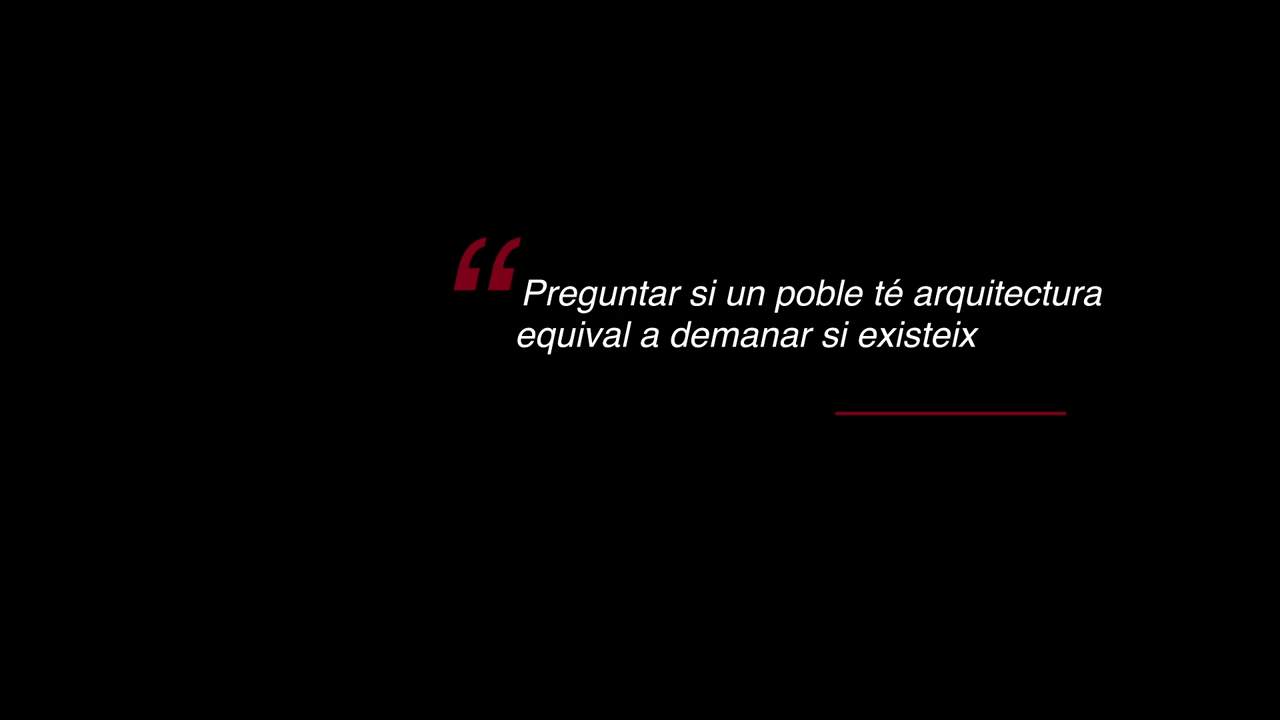 “Preguntar si un poble té arquitectura
equival a demanar si existeix